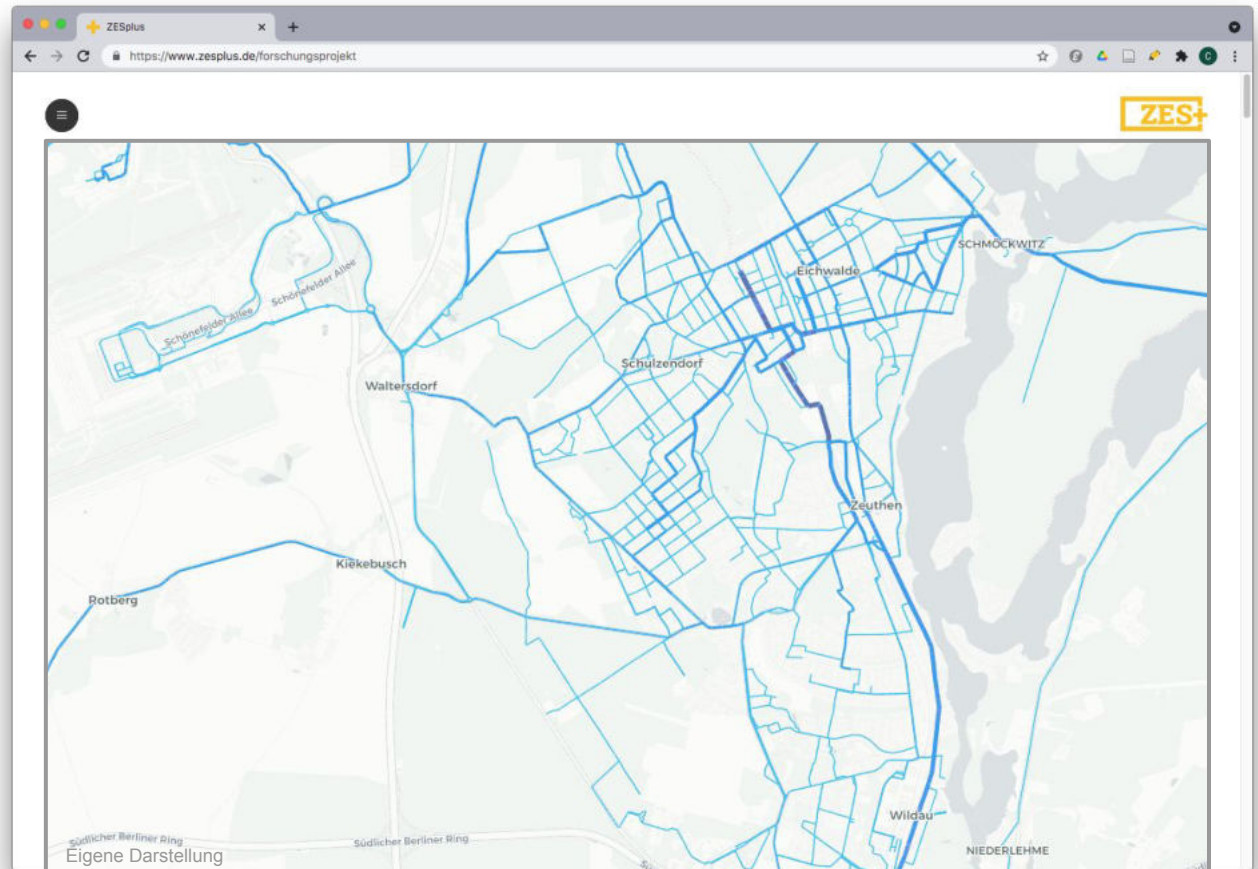 ZESplus
https://www.zesplus.de/forschungsprojekt
C
ZES+
SCHMÖCKWITZ
Eichwalde
Schönefelder Allee
Schönefelder Allee
Schulzendorf
Waltersdorf
Zeuthen
Kiekebusch
Rotberg
Wildau
Südlicher Berliner Ring
Südlicher Berliner Ring
NIEDERLEHME
Eigene Darstellung